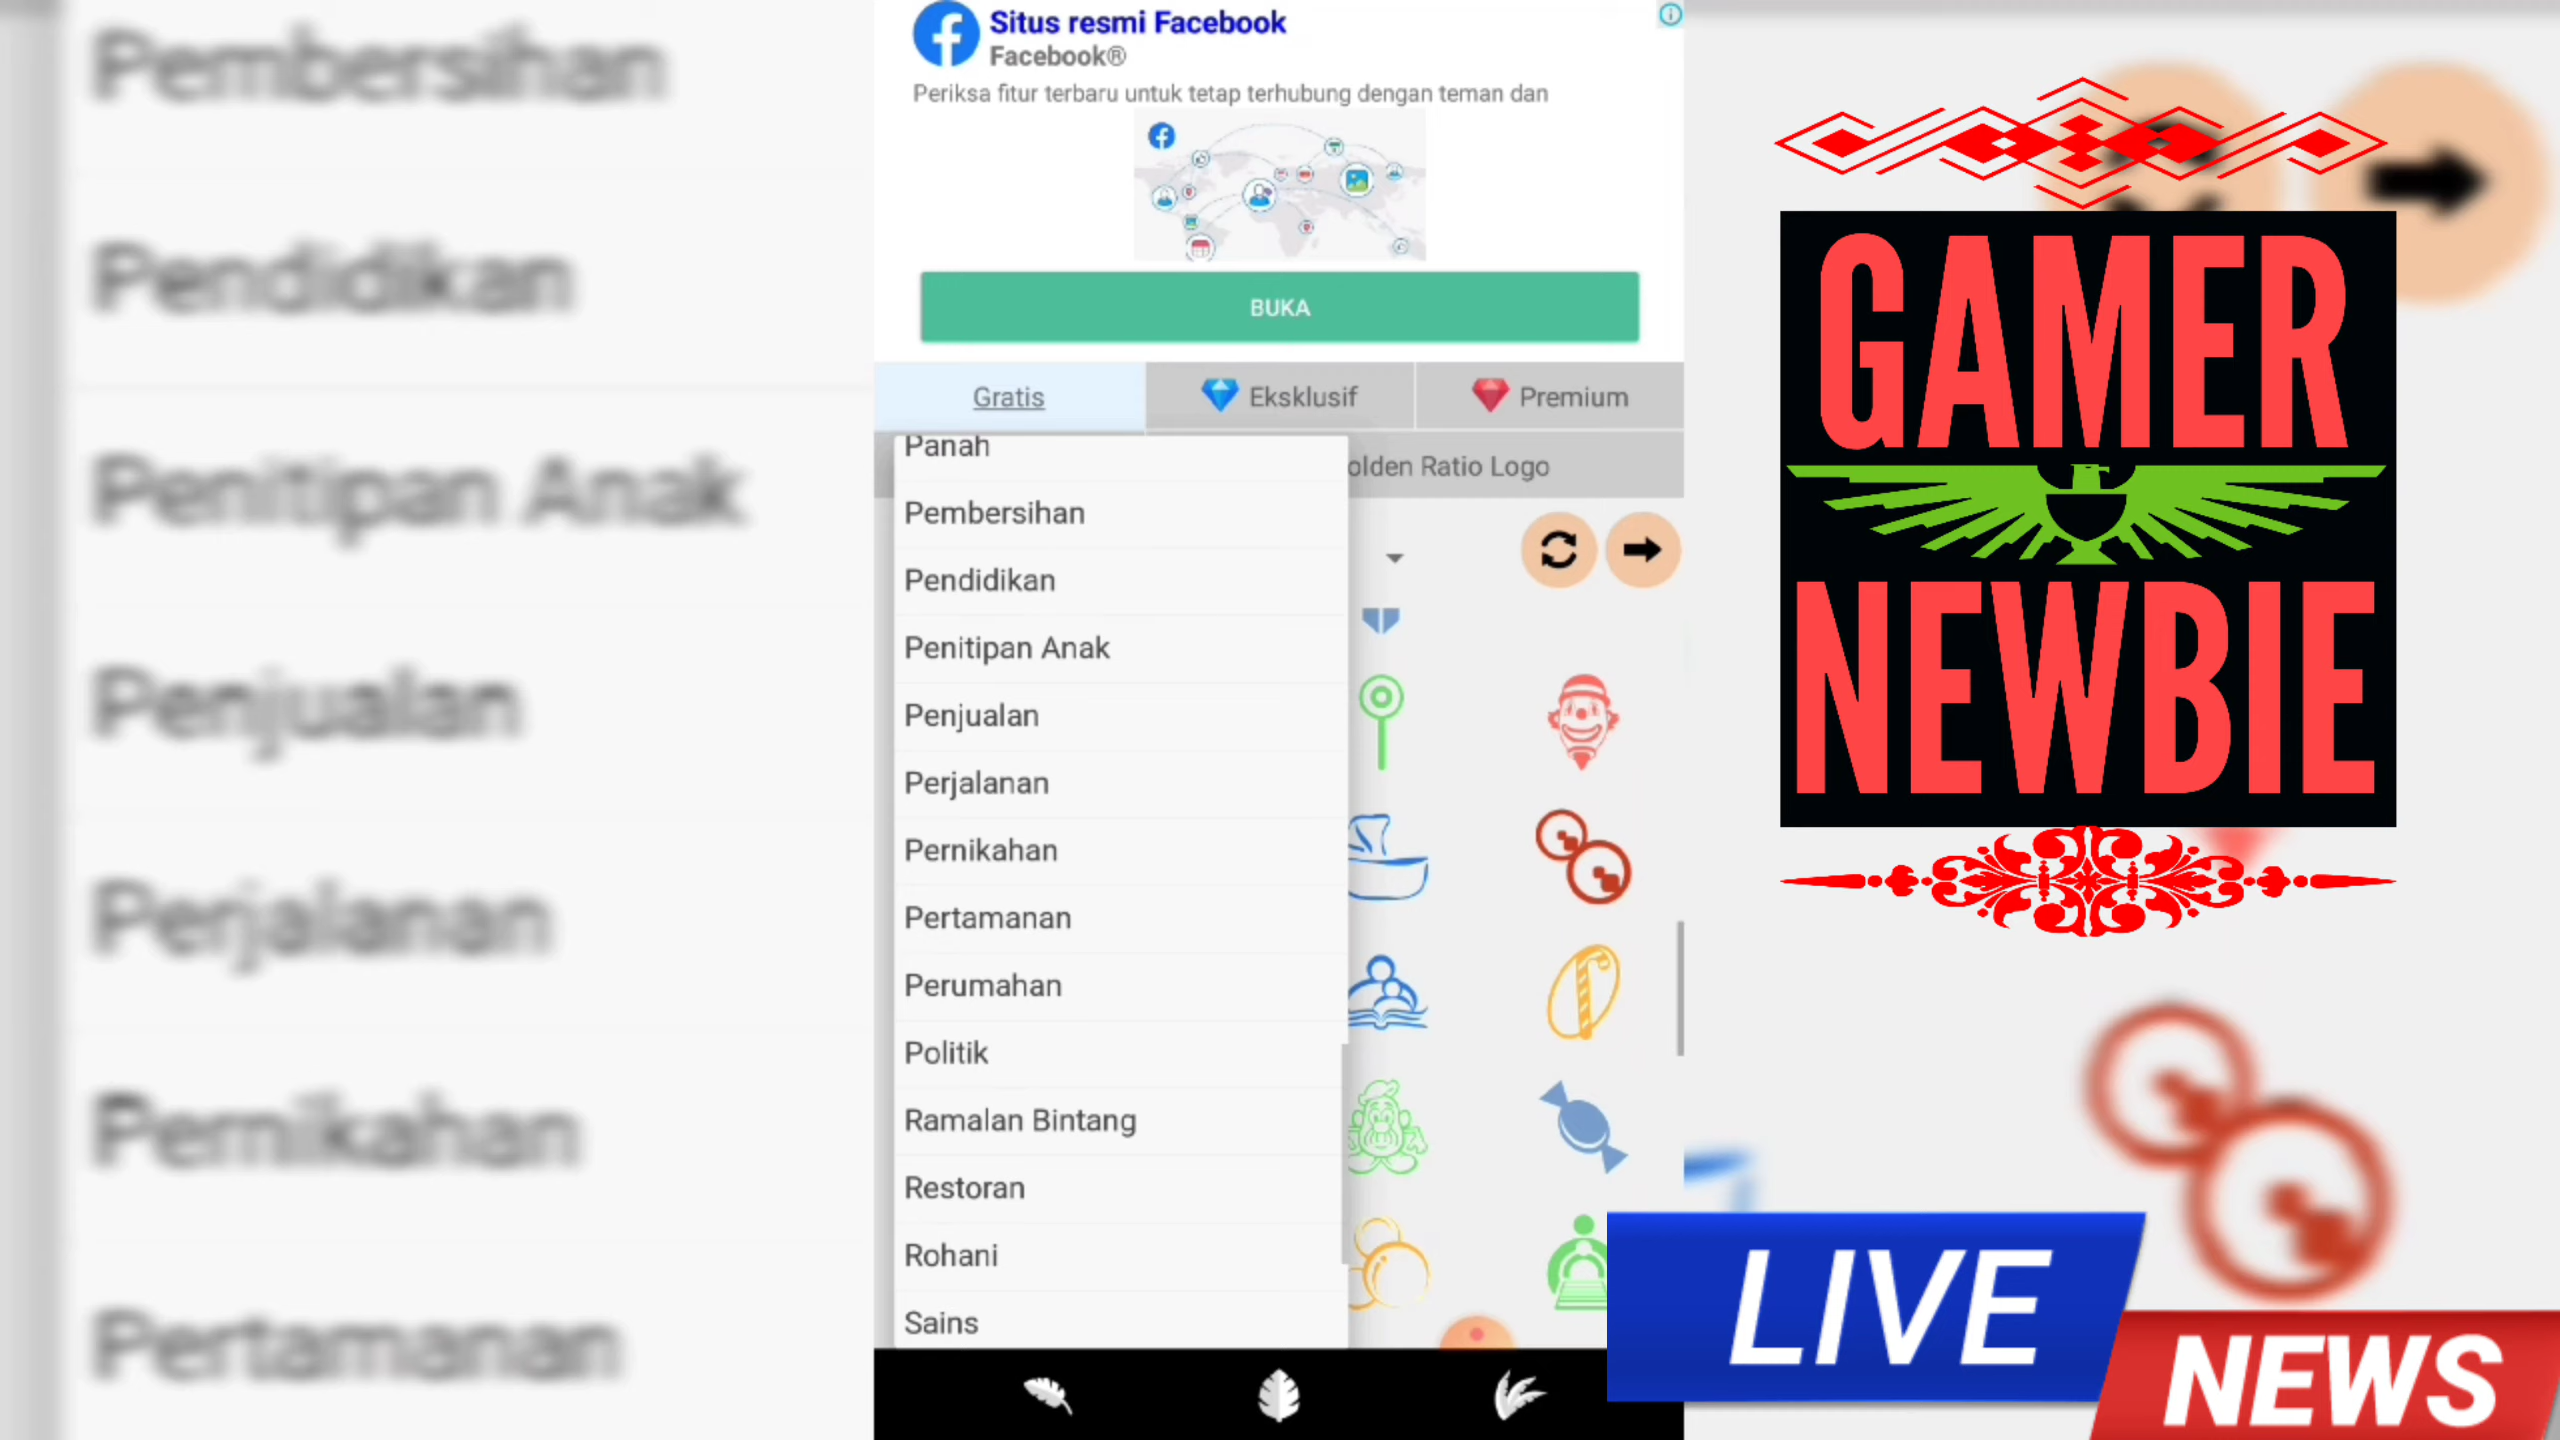 Situs resmi Facebook
Facebook®
Periksa fitur terbaru untuk tetap terhubung dengan teman dan
BUKA
Gratis
Eksklusif
Premium
olden Ratio Logo
Panah
Pembersihan
Pendidikan
Penitipan Anak
Penjualan
Perjalanan
Pernikahan
Pertamanan
Perumahan
Politik
Ramalan Bintang
Restoran
Rohani
Sains
Pembersihan
Pendidikan
Penitipan Anak
Penjualan
Perjalanan
Pernikahan
Pertamanan
GAMER
NEWBIE
LIVE
NEWS